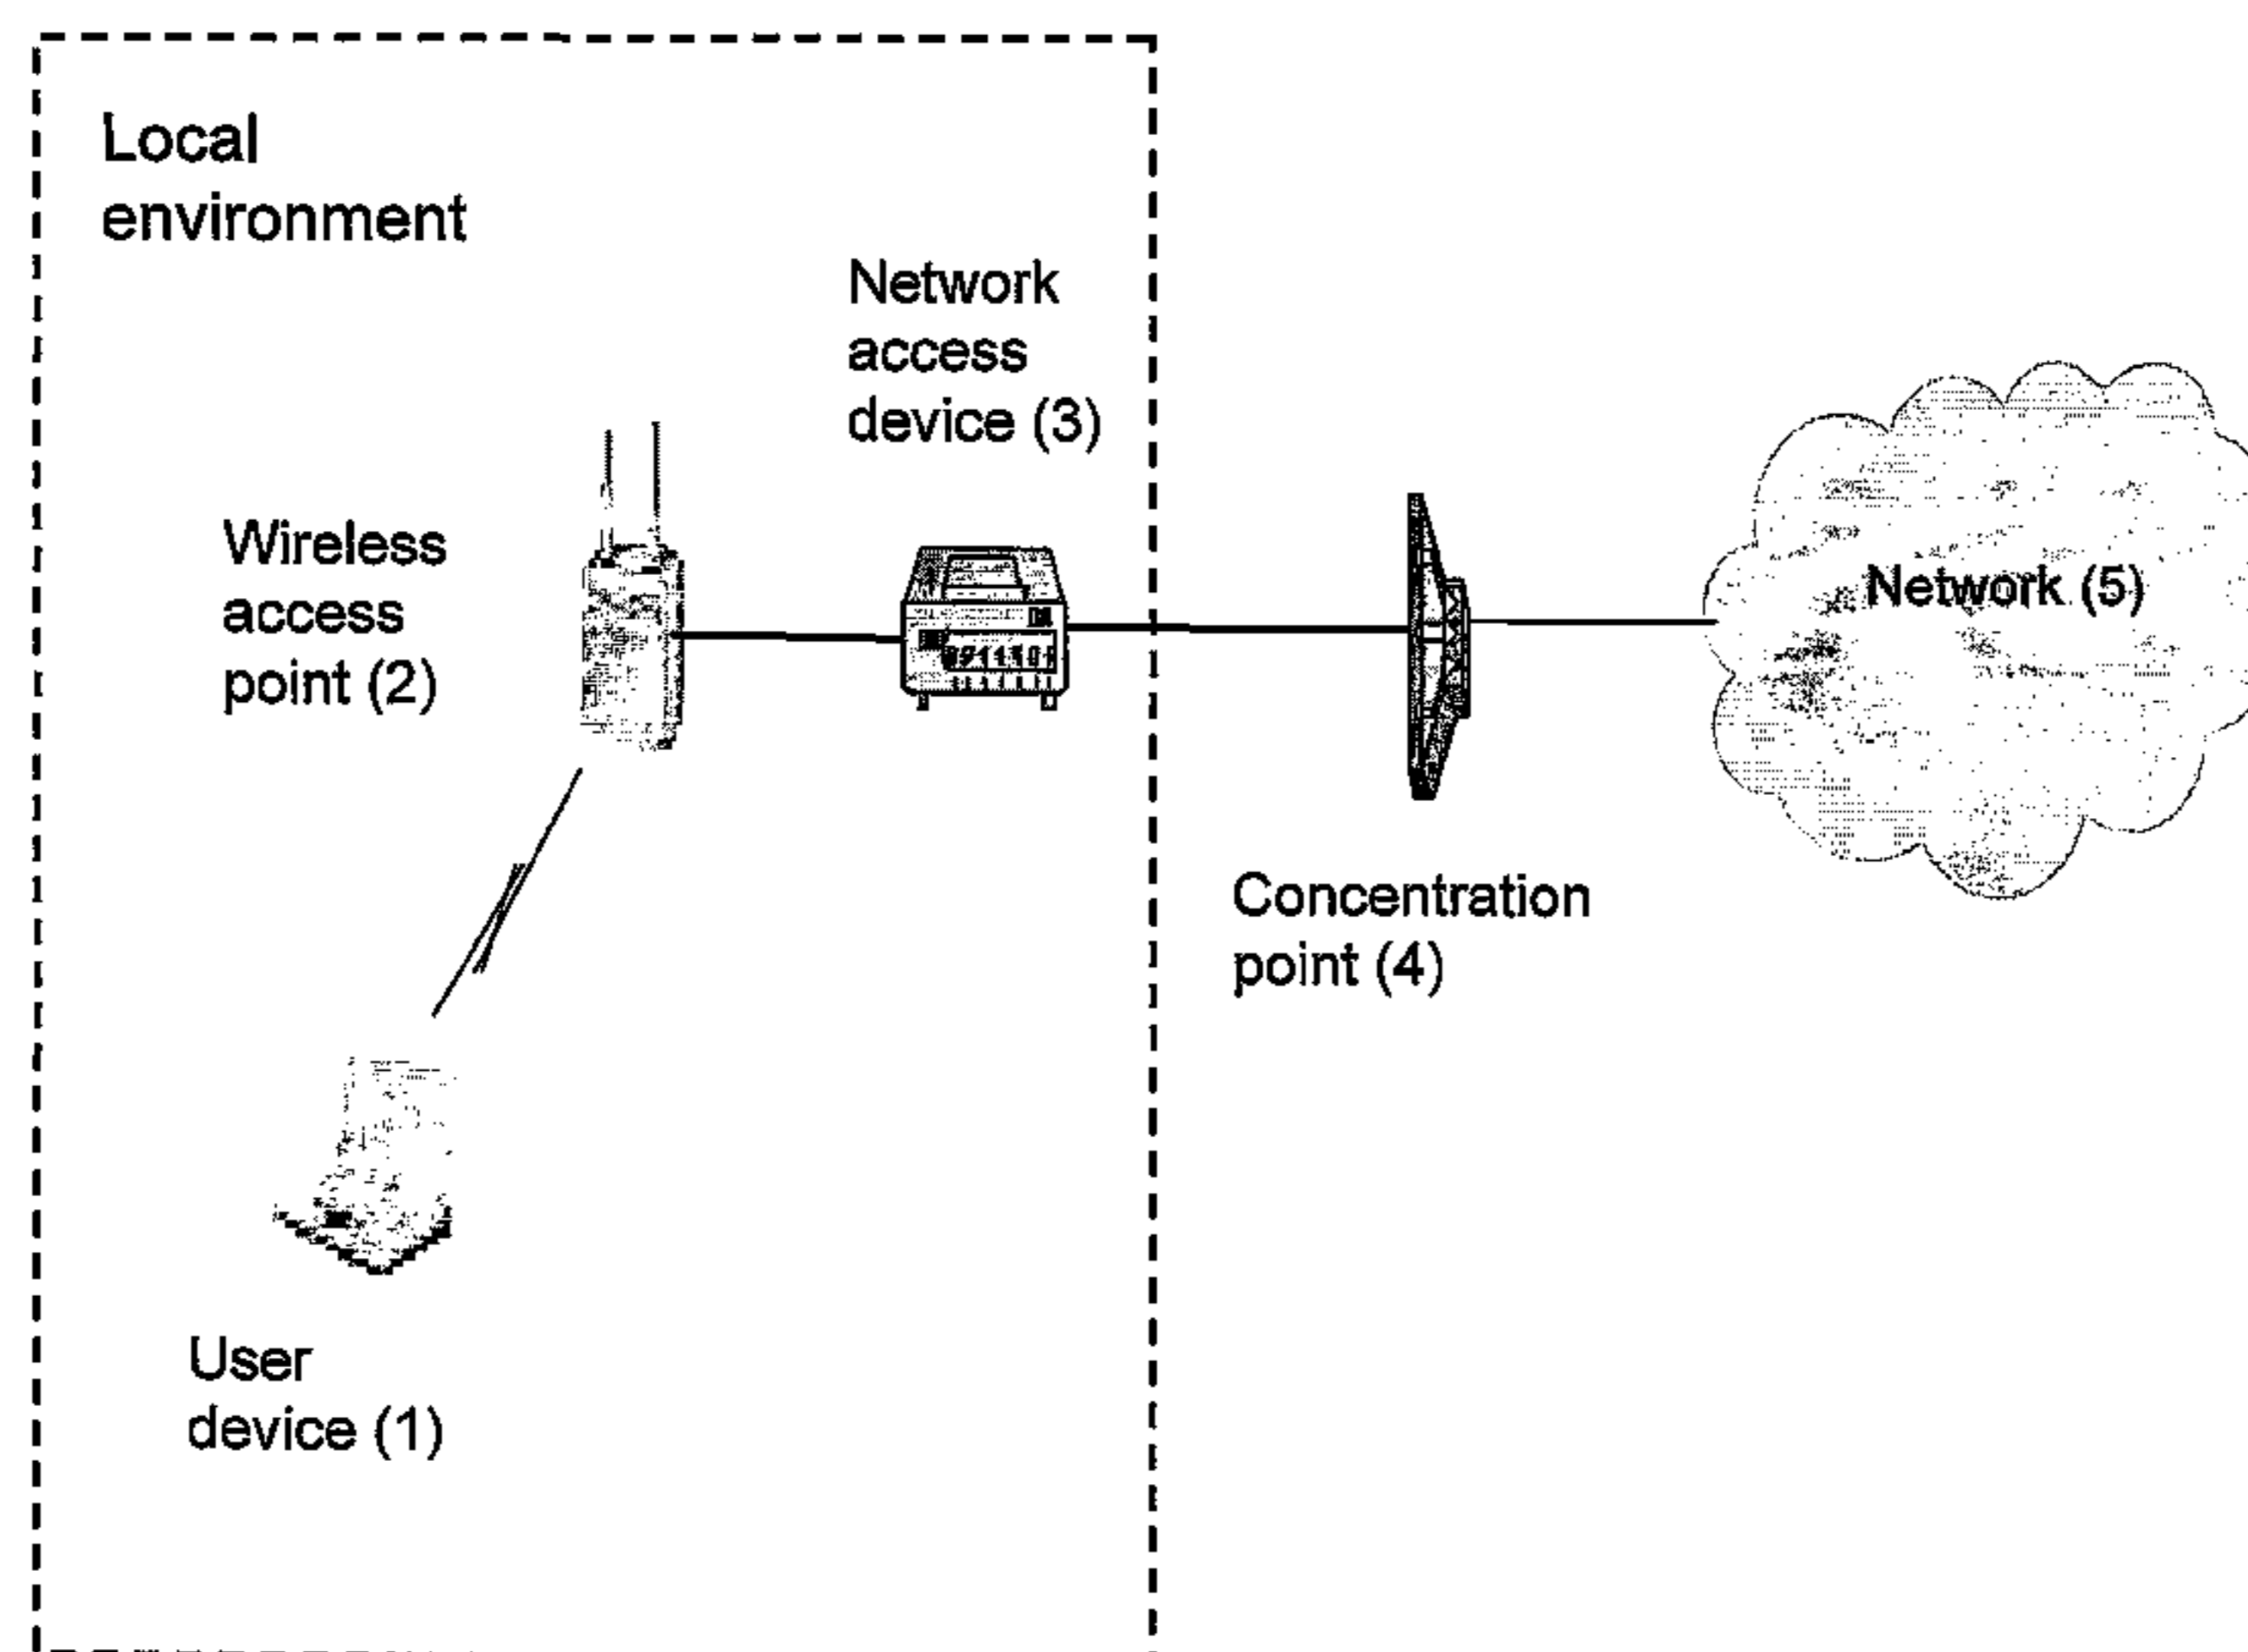 Local
environment
Network
access
device (3)
Wireless
access
point (2)
Network (5)
Concentration
point (4)
User
device (1)